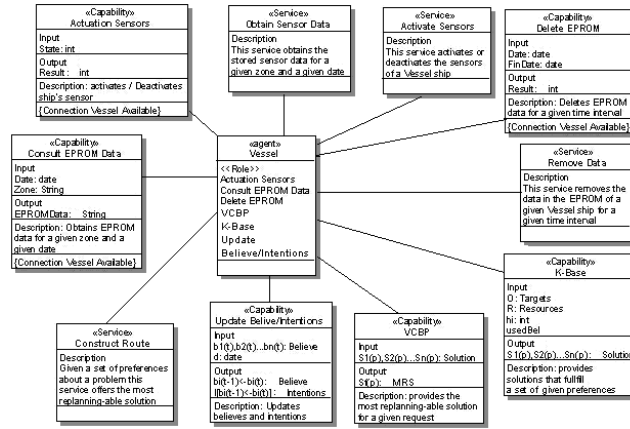 «Capability»
Actuation Sensors
Input
State: int
Output
Result : int
Description: activates / Deactivates
ship's sensor
{Connection Vessel Available}
«Service»
Obtain Sensor Data
Description
This service obtains the
stored sensor data for a
given zone and a given date
«Service»
Activate Sensors
Description
This service activates or
deactivates the sensors
of a Vessel ship
«Capability»
Delete EPROM
Input
Date: date
FinDate: date
Output
Result: int
Description: Deletes EPROM
data for a given time interval
{Connection Vessel Available}
«Capability»
Consult EPROM Data
Input
Date: date
Zone: String
Output
EPROMData: String
Description: Obtains EPROM
data for a given zone and a
given date
{Connection Vessel Available}
«agent»
Vessel
<<Role>>
Actuation Sensors
Consult EPROM Data
Delete EPROM
VCBP
K-Base
Update
Believe/Intentions
«Service»
Remove Data
Description
This service removes the
data in the EPROM of a
given Vessel ship for a
given time interval
«Capability»
K-Base
Input
O: Targets
R: Resources
hi: int
usedBel
Output
S1(p),S2(p)...Sn(p): Solution
Description: provides
solutions that fullfill
a set of given preferences
«Service»
Construct Route
Description
Given a set of preferences
about a problem this
service offers the most
replanning-able solution
«Capability»
Update Belive/Intentions
Input
b1(t),b2(t)...bn(t): Believe
d: date
Output
bi(t-1)<-bi(t): Believe
I[bi(t-1)<-bi(t)]: Intentions
Description: Updates
believes and intentions
«Capability»
VCBP
Input
S1(p),S2(p)...Sn(p): Solution
Output
Sf(p): MRS
Description: provides the
most replanning-able solution
for a given request